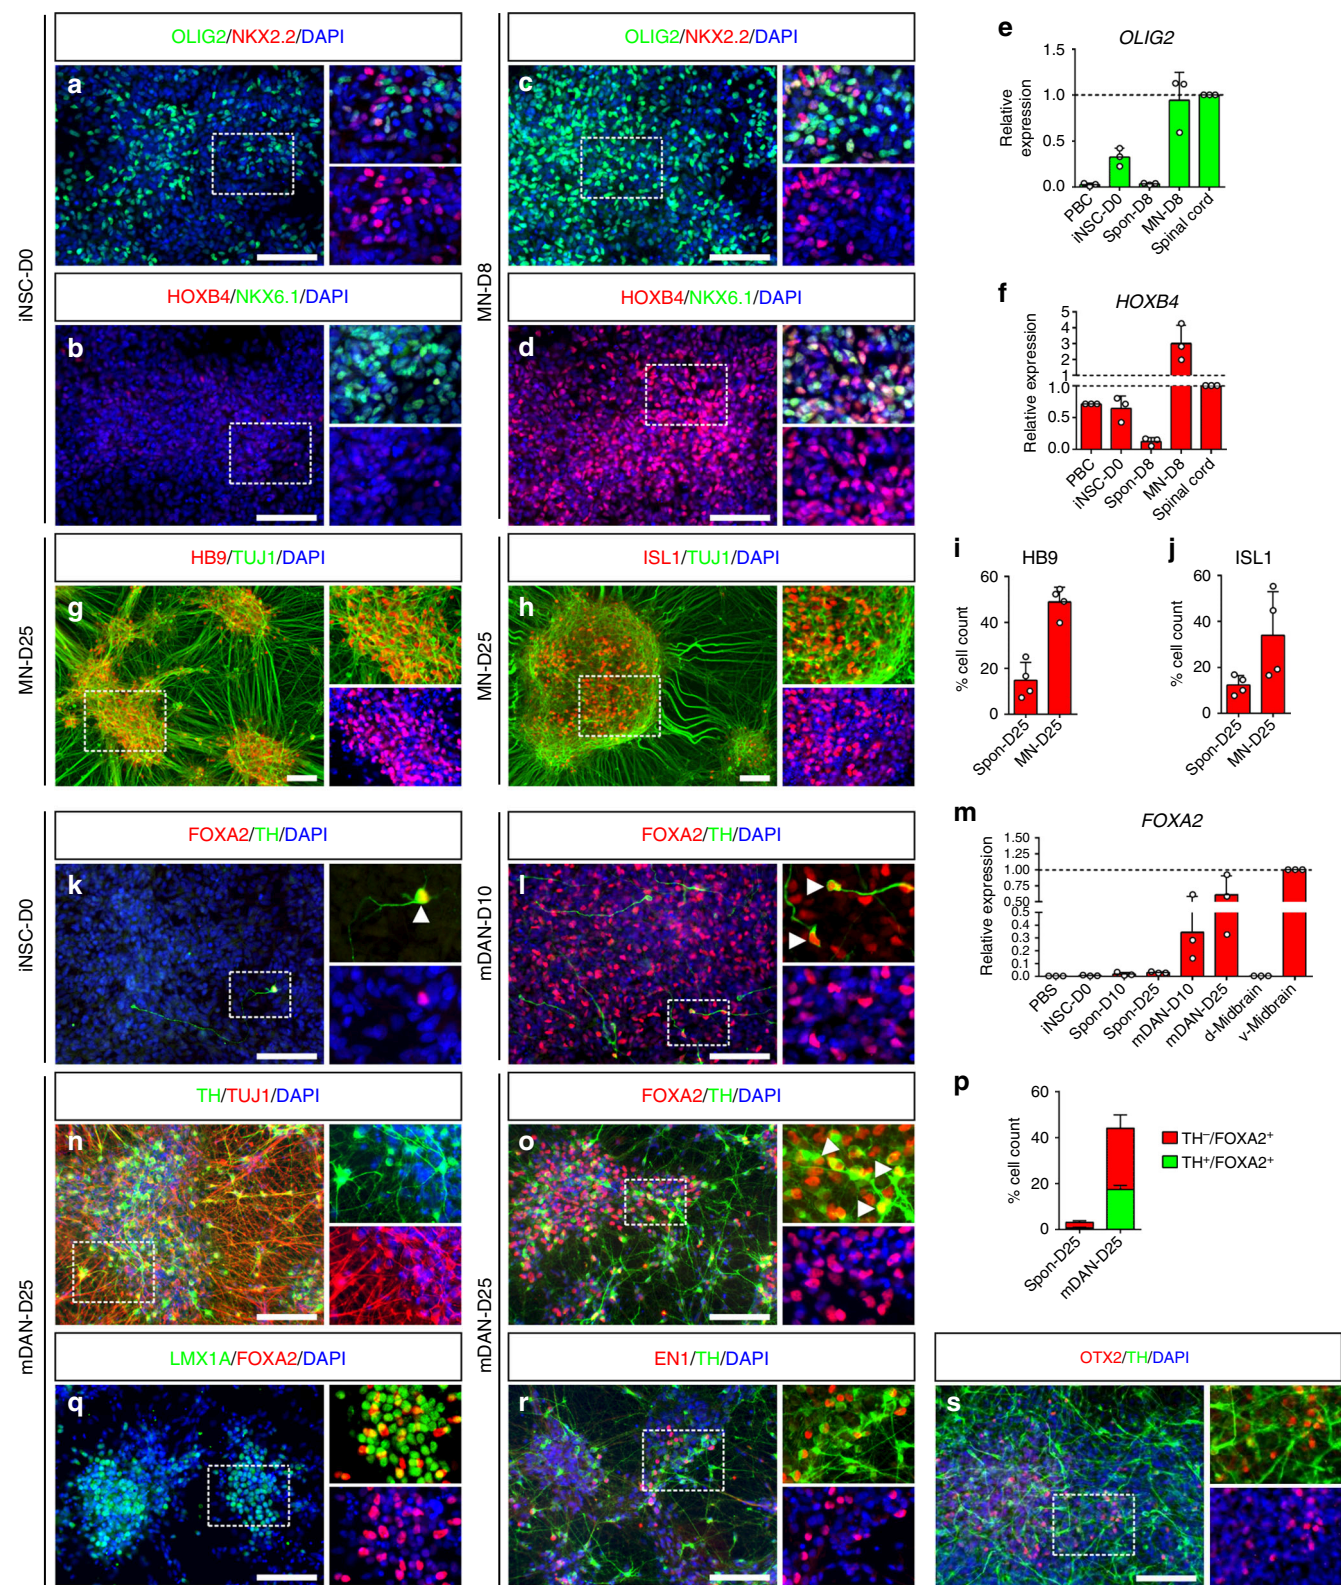 iNSC-D0
OLIG2/NKX2.2/DAPI
a
HOXB4/NKX6.1/DAPI
b
MN-D8
OLIG2/NKX2.2/DAPI
c
HOXB4/NKX6.1/DAPI
d
e
OLIG2
Relative expression
1.5
1.0
0.5
0.0
PBC
iNSC-D0
Spon-D8
MN-D8
Spinal cord
f
HOXB4
Relative expression
5
4
3
2
1
1.0
0.5
0.0
PBC
iNSC-D0
Spon-D8
MN-D8
Spinal cord
MN-D25
HB9/TUJ1/DAPI
g
MN-D25
ISL1/TUJ1/DAPI
h
i
HB9
% cell count
60
40
20
0
Spon-D25
MN-D25
j
ISL1
% cell count
60
40
20
0
Spon-D25
MN-D25
iNSC-D0
FOXA2/TH/DAPI
k
mDAN-D10
FOXA2/TH/DAPI
l
m
FOXA2
Relative expression
1.50
1.25
1.00
0.75
0.50
0.5
0.4
0.3
0.2
0.1
0.0
PBS
iNSC-D0
Spon-D10
Spon-D25
mDAN-D10
mDAN-D25
d-Midbrain
v-Midbrain
mDAN-D25
TH/TUJ1/DAPI
n
mDAN-D25
FOXA2/TH/DAPI
o
p
% cell count
60
40
20
0
Spon-D25
mDAN-D25
TH⁻/FOXA2⁺
TH⁺/FOXA2⁺
LMX1A/FOXA2/DAPI
q
EN1/TH/DAPI
r
OTX2/TH/DAPI
s